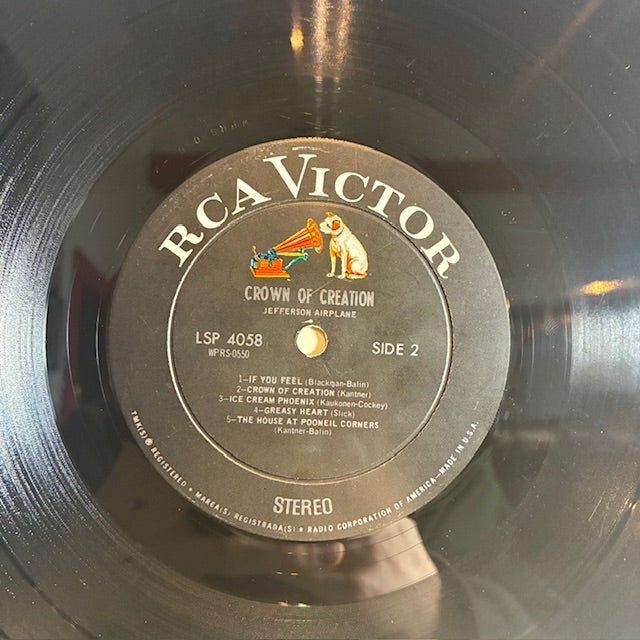 RCA VICTOR
CROWN OF CREATION
JEFFERSON AIRPLANE
LSP 4058
WPRS-0550
SIDE 2
1—IF YOU FEEL (Blackman-Balin)
2—CROWN OF CREATION (Kantner)
3—ICE CREAM PHOENIX (Kaukonen-Cockey)
4—GREASY HEART (Slick)
5—THE HOUSE AT POONEIL CORNERS
(Kantner-Balin)
STEREO
TMK(S) ® REGISTERED • MARCA(S) REGISTRADA(S) • RADIO CORPORATION OF AMERICA—MADE IN U.S.A.